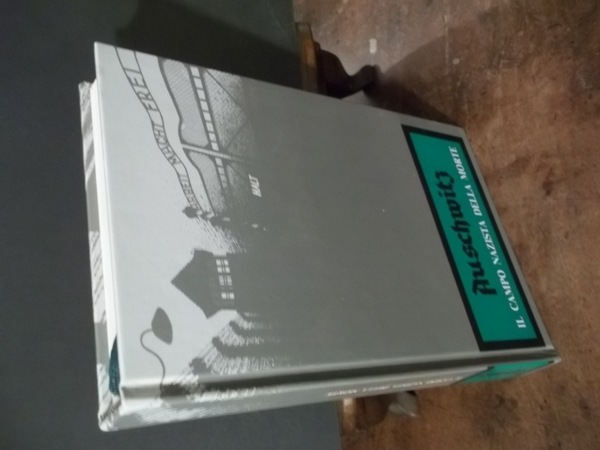 Auschwitz
IL CAMPO NAZISTA DELLA MORTE
ARBEIT MACHT FREI
HALT